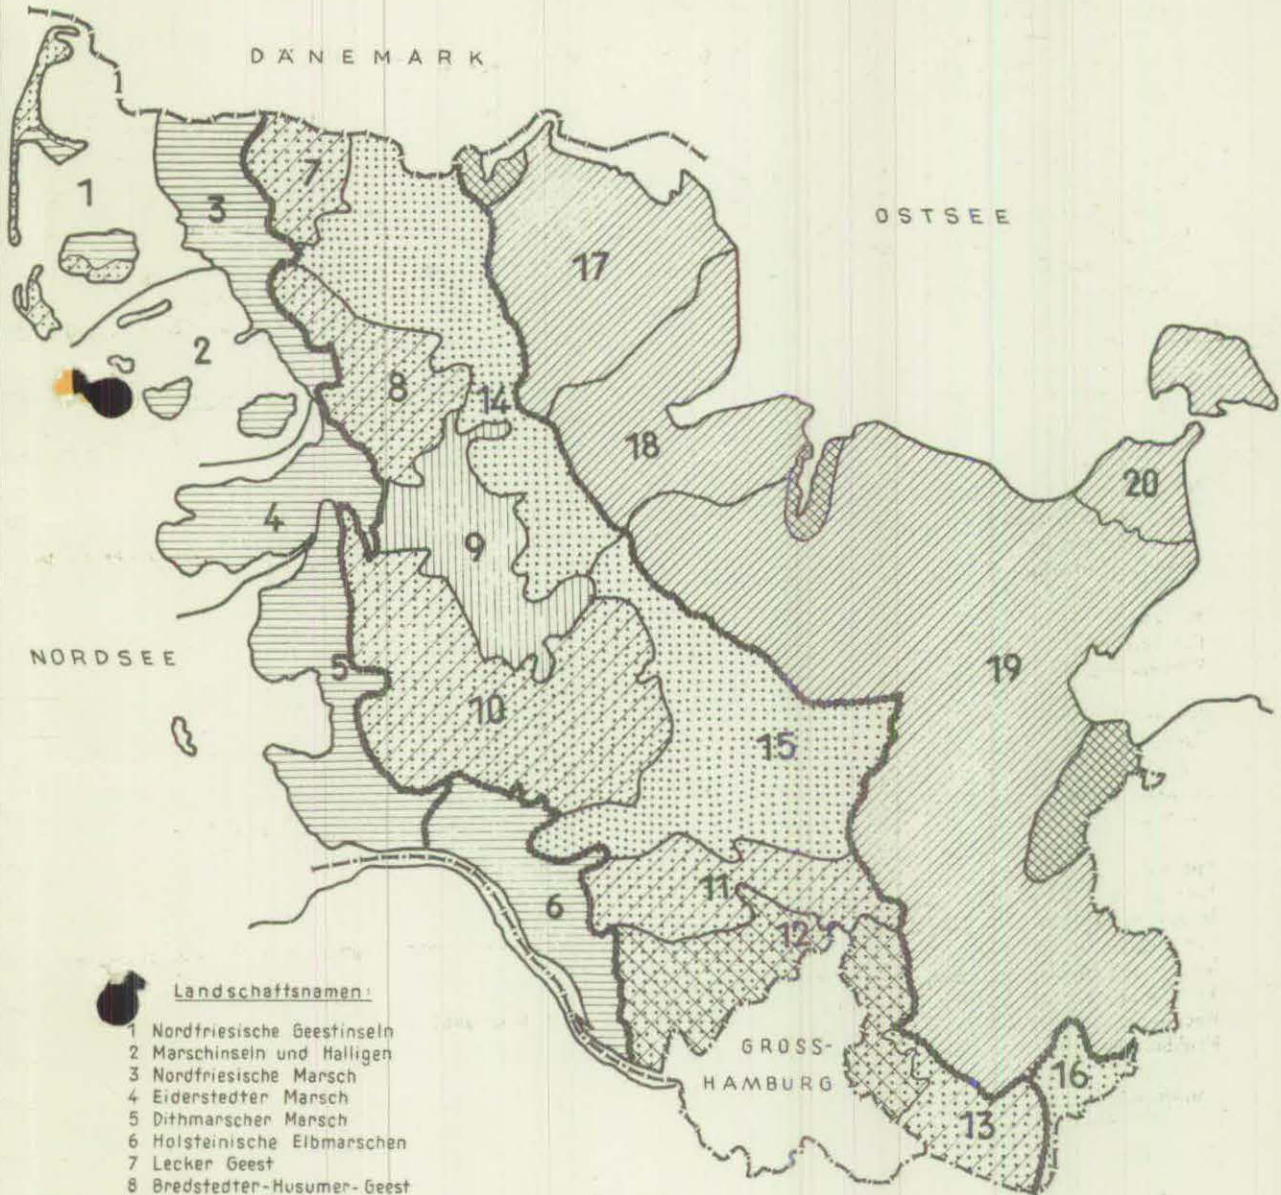 DÄNEMARK
OSTSEE
NORDSEE
GROSS-
HAMBURG
1
2
3
4
5
6
7
8
9
10
11
12
13
14
15
16
17
18
19
20
Landschaftsnamen:
1 Nordfriesische Geestinseln
2 Marschinseln und Halligen
3 Nordfriesische Marsch
4 Eiderstedter Marsch
5 Dithmarscher Marsch
6 Holsteinische Elbmarschen
7 Lecker Geest
8 Bredstedter-Husumer-Geest